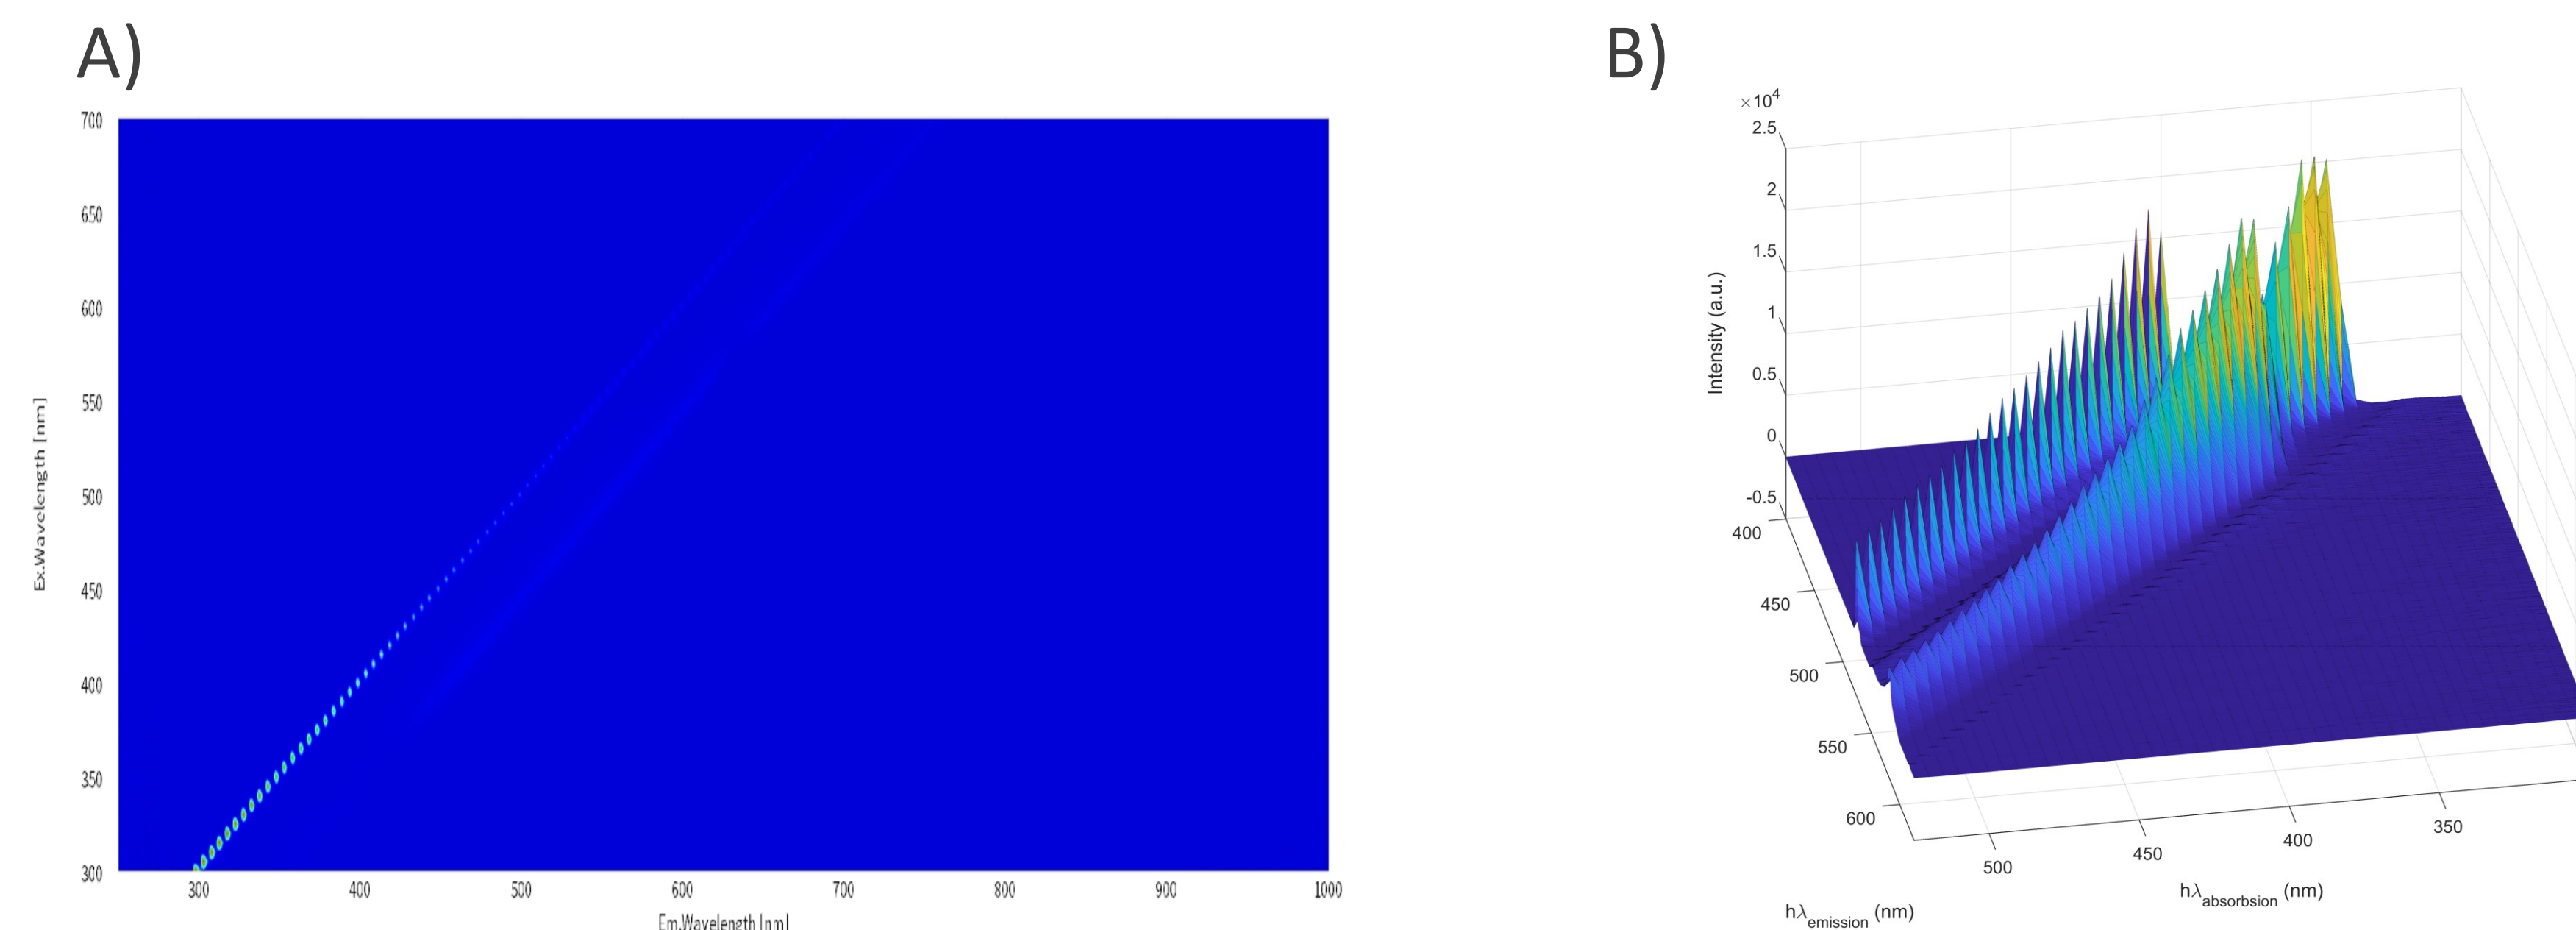 A)
B)
700
650
600
550
500
450
400
350
300
Ex.Wavelength [nm]
300 400 500 600 700 800 900 1000
Em.Wavelength [nm]
×10⁴
2.5
2
1.5
1
0.5
0
-0.5
Intensity (a.u.)
400
450
500
550
600
hλemission (nm)
500 450 400 350
hλabsorbsion (nm)